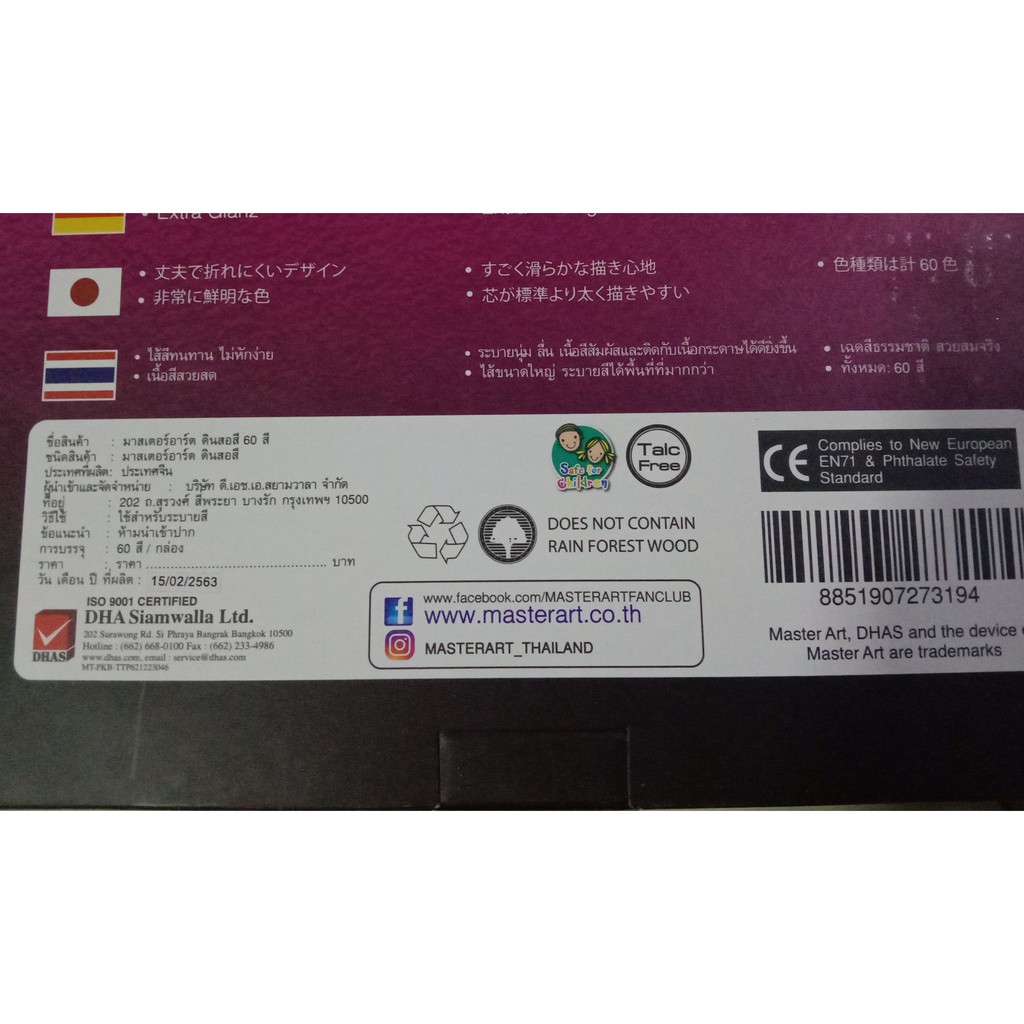 • Extra Glanz
• 丈夫で折れにくいデザイン
• 非常に鮮明な色
• すごく滑らかな描き心地
• 芯が標準より太く描きやすい
• 色種類は計 60 色
• ไส้สีทนทาน ไม่หักง่าย
• เนื้อสีสวยสด
• ระบายนุ่ม ลื่น เนื้อสีสัมผัสและติดกับเนื้อกระดาษได้ดียิ่งขึ้น
• ไส้ขนาดใหญ่ ระบายสีได้พื้นที่ที่มากกว่า
• เฉดสีธรรมชาติ สวยสมจริง
• ทั้งหมด: 60 สี
ชื่อสินค้า : มาสเตอร์อาร์ต ดินสอสี 60 สี
ชนิดสินค้า : มาสเตอร์อาร์ต ดินสอสี
ประเทศที่ผลิต: ประเทศจีน
ผู้นำเข้าและจัดจำหน่าย : บริษัท ดี.เอช.เอ.สยามวาลา จำกัด
ที่อยู่ : 202 ถ.สุรวงศ์ สี่พระยา บางรัก กรุงเทพฯ 10500
วิธีใช้ : ใช้สำหรับระบายสี
ข้อแนะนำ : ห้ามนำเข้าปาก
การบรรจุ : 60 สี / กล่อง
ราคา : ราคา ........................................ บาท
วัน เดือน ปี ที่ผลิต : 15/02/2563
ISO 9001 CERTIFIED
DHA Siamwalla Ltd.
202 Surawong Rd. Si Phraya Bangrak Bangkok 10500
Hotline : (662) 668-0100 Fax : (662) 233-4986
www.dhas.com, email : service@dhas.com
MT-PKB-TTP621223046
DHAS
Safe for
Children
Talc
Free
DOES NOT CONTAIN
RAIN FOREST WOOD
www.facebook.com/MASTERARTFANCLUB
www.masterart.co.th
MASTERART_THAILAND
CE Complies to New European
EN71 & Phthalate Safety
Standard
8851907273194
Master Art, DHAS and the device
Master Art are trademarks